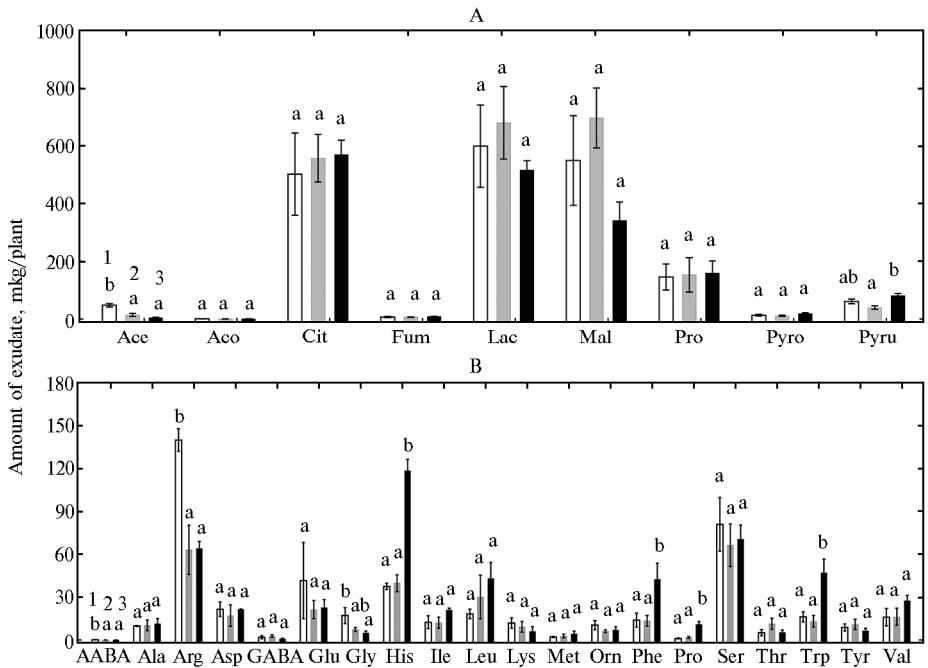 A
Amount of exudate, mkg/plant
1000
800
600
400
200
0
1 2 3
b a a a a a a a a a a a a a a a a a a a a a a a ab a b
Ace Aco Cit Fum Lac Mal Pro Pyro Pyru
B
180
150
120
90
60
30
0
1 2 3
b a a a a a b a a a a a a a a a a a b ab a a a b a a a a a a a a a a a a a a a a a b a a b a a a a a a a a b a a a a a a
AABA Ala Arg Asp GABA Glu Gly His Ile Leu Lys Met Orn Phe Pro Ser Thr Trp Tyr Val